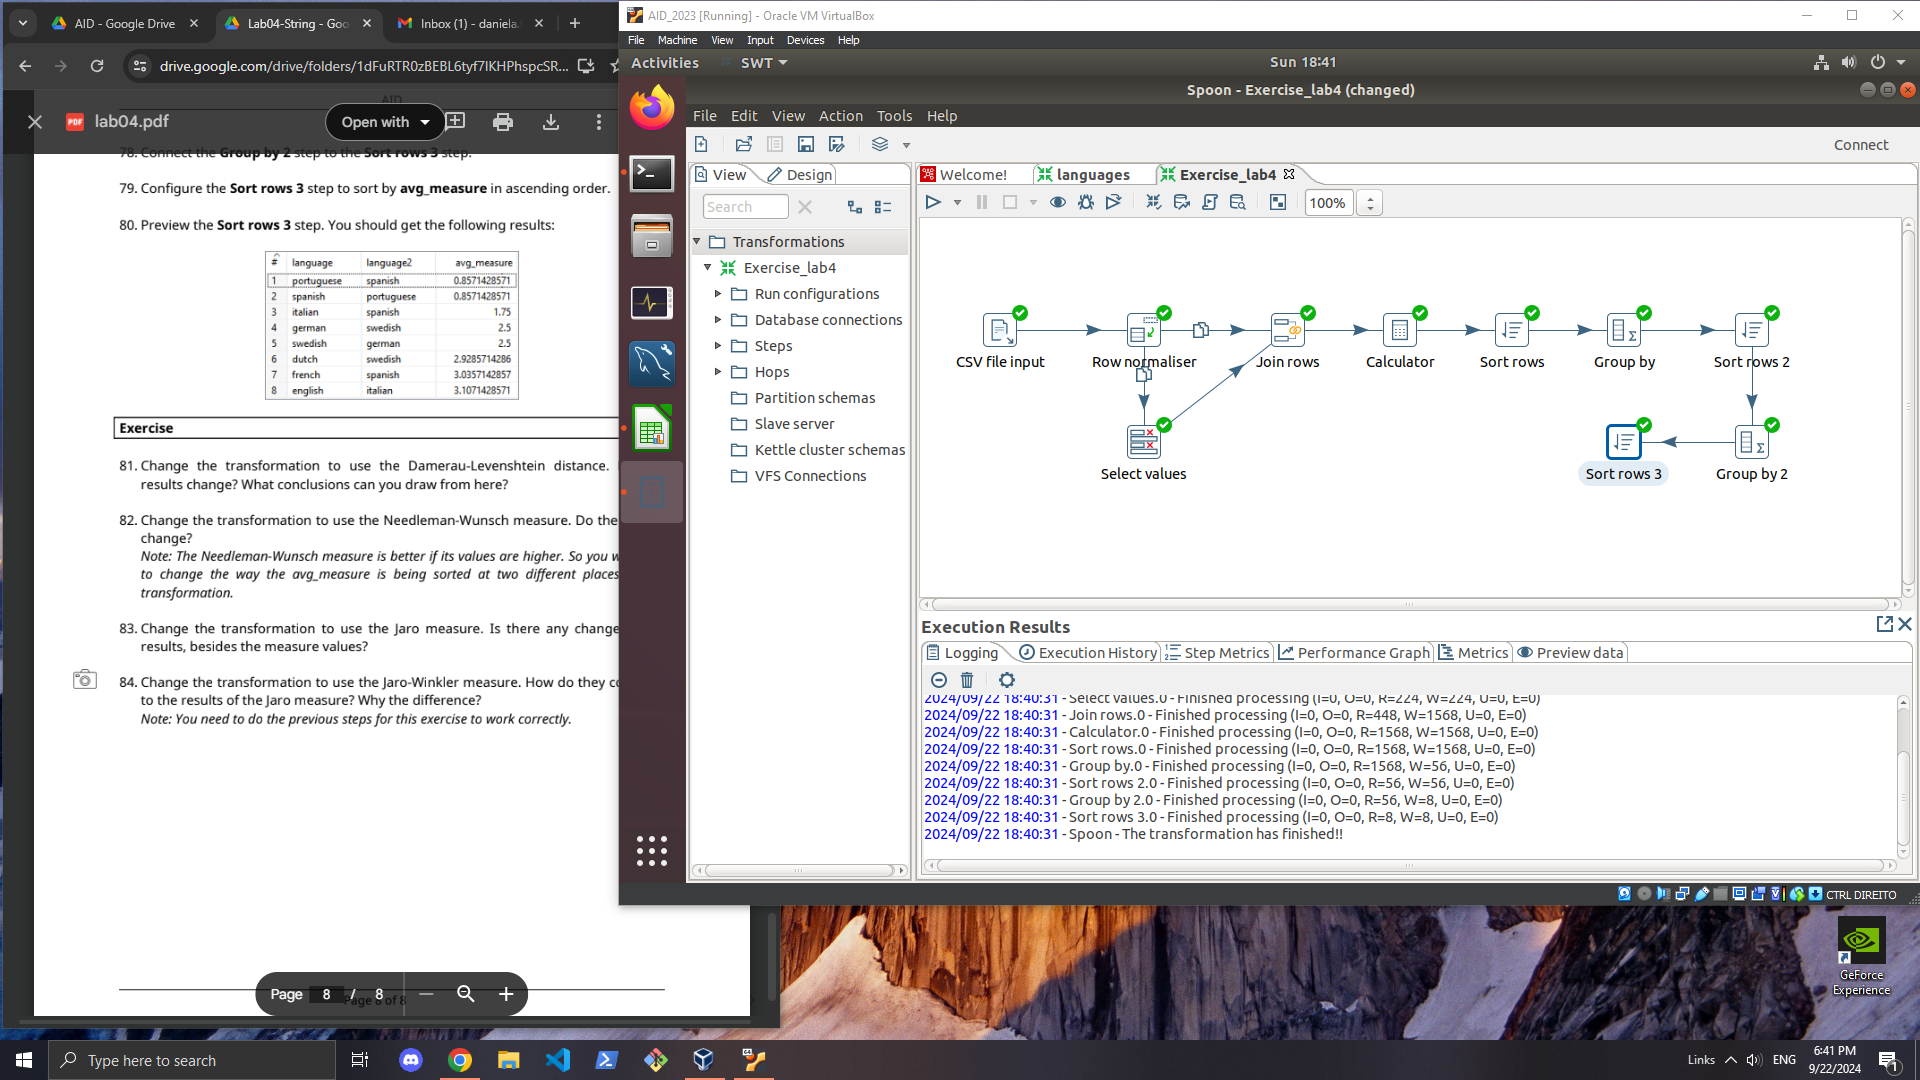 AID - Google Drive
Lab04-String - Goo
Inbox (1) - daniela.
drive.google.com/drive/folders/1dFuRTR0zBEBL6tyf7IKHPhspcSR...
AID
lab04.pdf
Open with
78. Connect the Group by 2 step to the Sort rows 3 step.
79. Configure the Sort rows 3 step to sort by avg_measure in ascending order.
80. Preview the Sort rows 3 step. You should get the following results:
# language language2 avg_measure
1 portuguese spanish 0.8571428571
2 spanish portuguese 0.8571428571
3 italian spanish 1.75
4 german swedish 2.5
5 swedish german 2.5
6 dutch swedish 2.9285714286
7 french spanish 3.0357142857
8 english italian 3.1071428571
Exercise
81. Change the transformation to use the Damerau-Levenshtein distance.
results change? What conclusions can you draw from here?
82. Change the transformation to use the Needleman-Wunsch measure. Do the
change?
Note: The Needleman-Wunsch measure is better if its values are higher. So you w
to change the way the avg_measure is being sorted at two different places
transformation.
83. Change the transformation to use the Jaro measure. Is there any change
results, besides the measure values?
84. Change the transformation to use the Jaro-Winkler measure. How do they co
to the results of the Jaro measure? Why the difference?
Note: You need to do the previous steps for this exercise to work correctly.
Page 8 / 8
Page 8 of 8
AID_2023 [Running] - Oracle VM VirtualBox
File Machine View Input Devices Help
Activities SWT Sun 18:41
Spoon - Exercise_lab4 (changed)
File Edit View Action Tools Help
Connect
View Design
Search
Transformations
Exercise_lab4
Run configurations
Database connections
Steps
Hops
Partition schemas
Slave server
Kettle cluster schemas
VFS Connections
Welcome! languages Exercise_lab4
100%
CSV file input
Row normaliser
Join rows
Calculator
Sort rows
Group by
Sort rows 2
Select values
Sort rows 3
Group by 2
Execution Results
Logging Execution History Step Metrics Performance Graph Metrics Preview data
2024/09/22 18:40:31 - Select values.0 - Finished processing (I=0, O=0, R=224, W=224, U=0, E=0)
2024/09/22 18:40:31 - Join rows.0 - Finished processing (I=0, O=0, R=448, W=1568, U=0, E=0)
2024/09/22 18:40:31 - Calculator.0 - Finished processing (I=0, O=0, R=1568, W=1568, U=0, E=0)
2024/09/22 18:40:31 - Sort rows.0 - Finished processing (I=0, O=0, R=1568, W=1568, U=0, E=0)
2024/09/22 18:40:31 - Group by.0 - Finished processing (I=0, O=0, R=1568, W=56, U=0, E=0)
2024/09/22 18:40:31 - Sort rows 2.0 - Finished processing (I=0, O=0, R=56, W=56, U=0, E=0)
2024/09/22 18:40:31 - Group by 2.0 - Finished processing (I=0, O=0, R=56, W=8, U=0, E=0)
2024/09/22 18:40:31 - Sort rows 3.0 - Finished processing (I=0, O=0, R=8, W=8, U=0, E=0)
2024/09/22 18:40:31 - Spoon - The transformation has finished!!
CTRL DIREITO
GeForce
Experience
Type here to search
Links
ENG
6:41 PM
9/22/2024
1